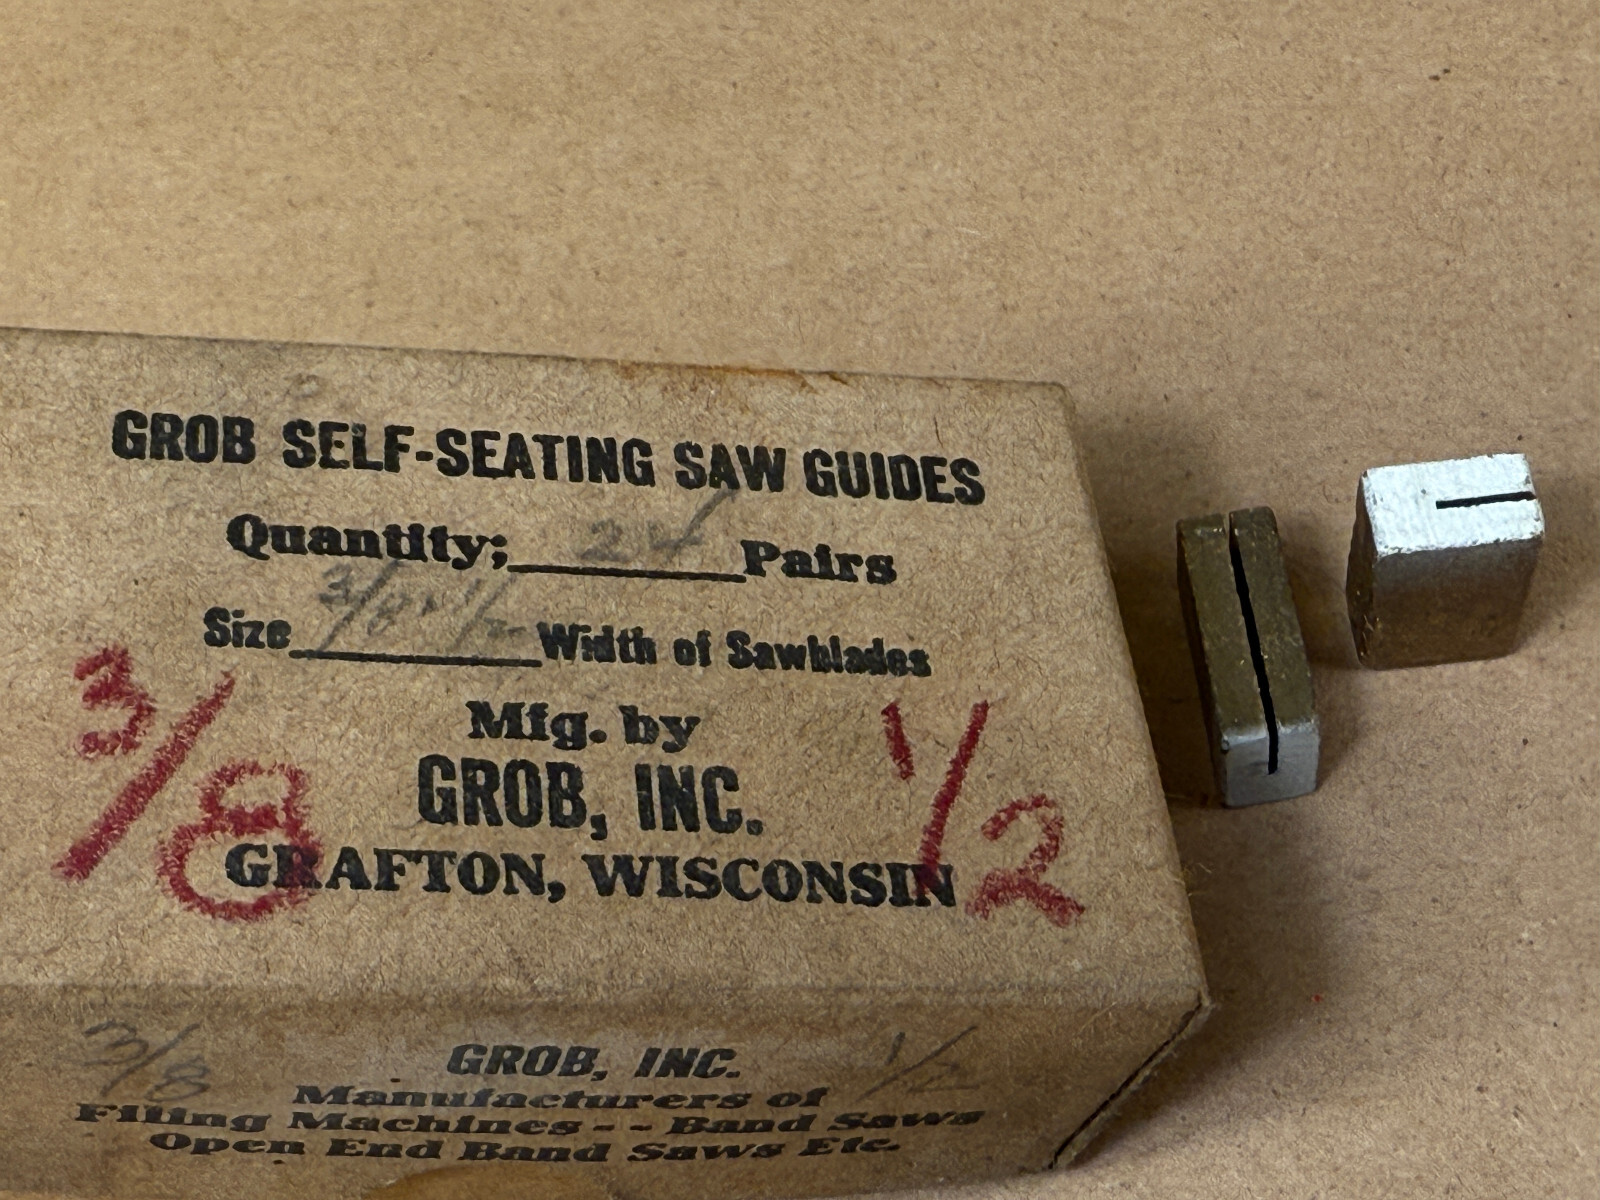 GROB SELF-SEATING SAW GUIDES
Quantity; 24 Pairs
Size 3/8 - 1/2 Width of Sawblades
3/8 1/2
Mfg. by
GROB, INC.
GRAFTON, WISCONSIN
3/8 1/2
GROB, INC.
Manufacturers of
Filing Machines - - Band Saws
Open End Band Saws Etc.